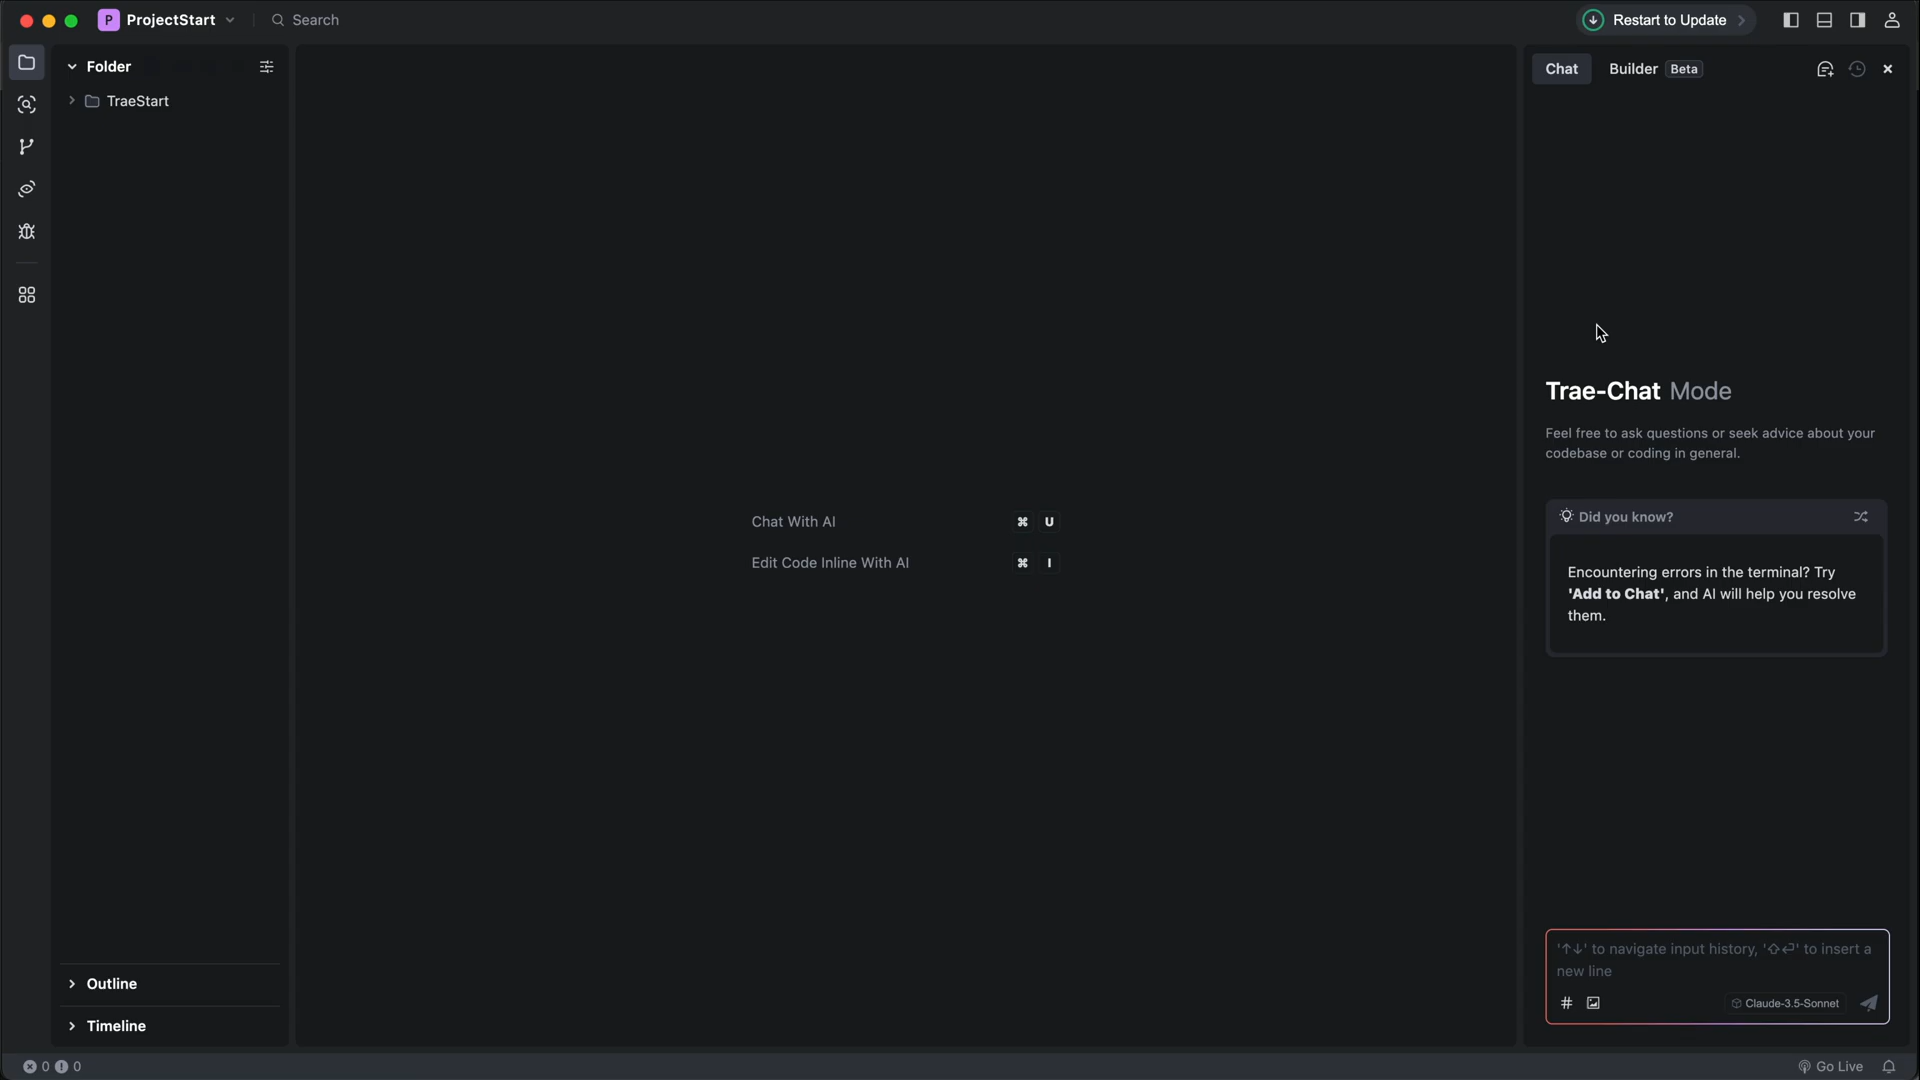 P ProjectStart
Search
Restart to Update
Folder
TraeStart
Chat
Builder Beta
Chat With AI ⌘ U
Edit Code Inline With AI ⌘ I
Trae-Chat Mode
Feel free to ask questions or seek advice about your
codebase or coding in general.
Did you know?
Encountering errors in the terminal? Try
'Add to Chat', and AI will help you resolve
them.
'↑↓' to navigate input history, '⇧⏎' to insert a
new line
# Claude-3.5-Sonnet
Outline
Timeline
0 0
Go Live